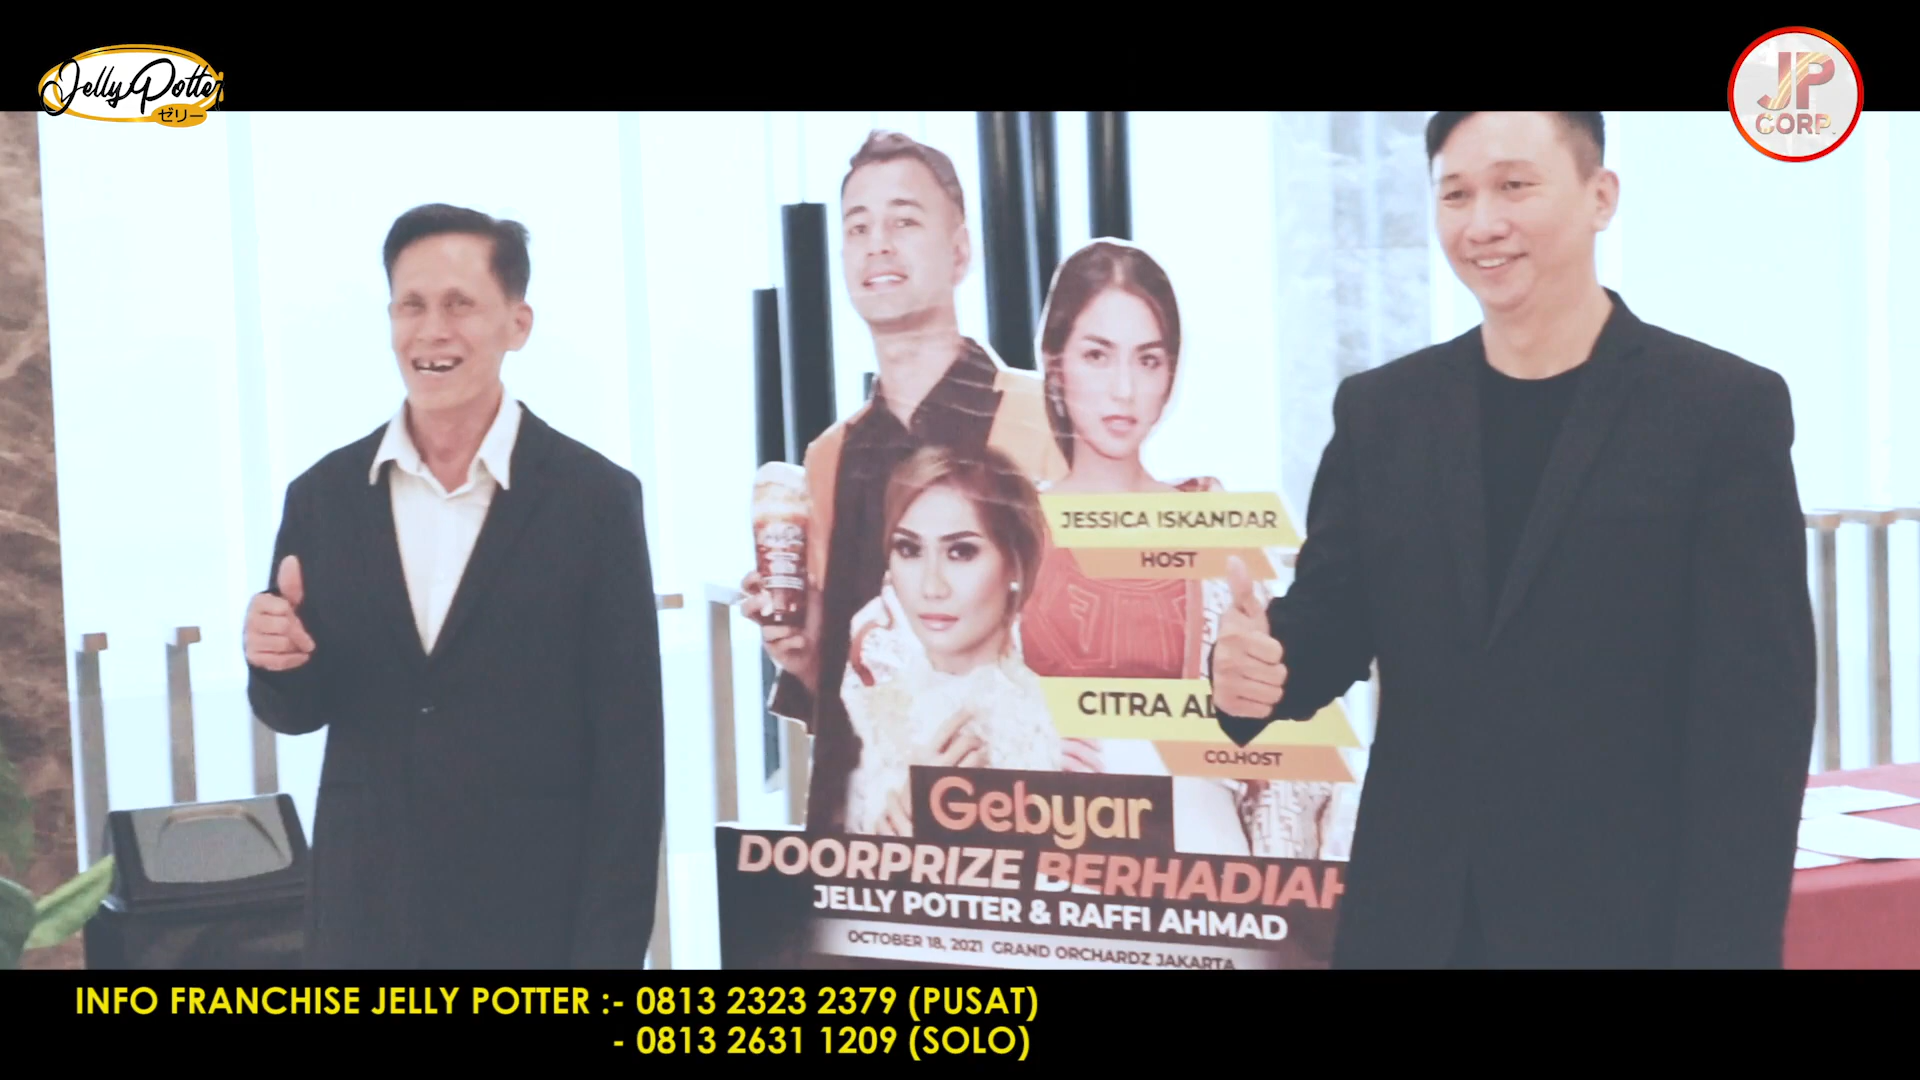 Jelly Potter
ゼリー
JP
CORP.
JESSICA ISKANDAR
HOST
CITRA
CO.HOST
Gebyar
DOORPRIZE BERHADIAH
JELLY POTTER & RAFFI AHMAD
OCTOBER 18, 2021 GRAND ORCHARDZ JAKARTA
INFO FRANCHISE JELLY POTTER :- 0813 2323 2379 (PUSAT)
- 0813 2631 1209 (SOLO)